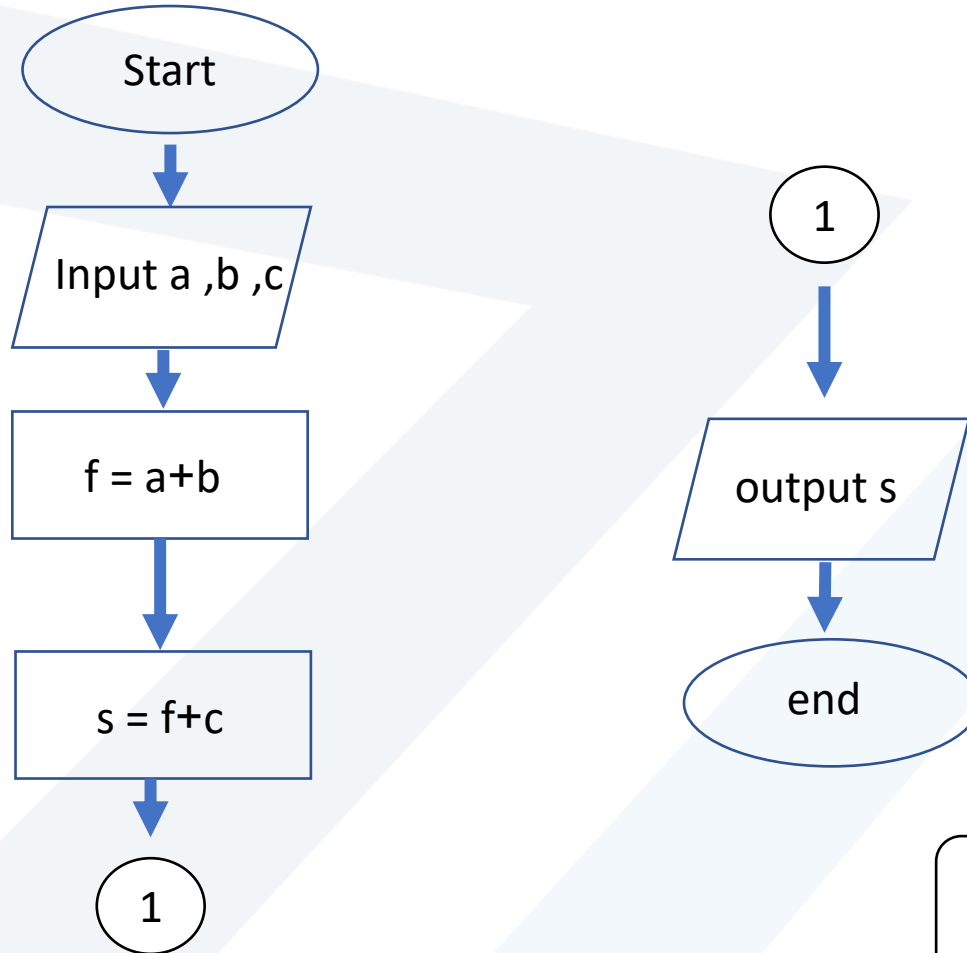 Start
Input a ,b ,c
f = a+b
s = f+c
1
1
output s
end